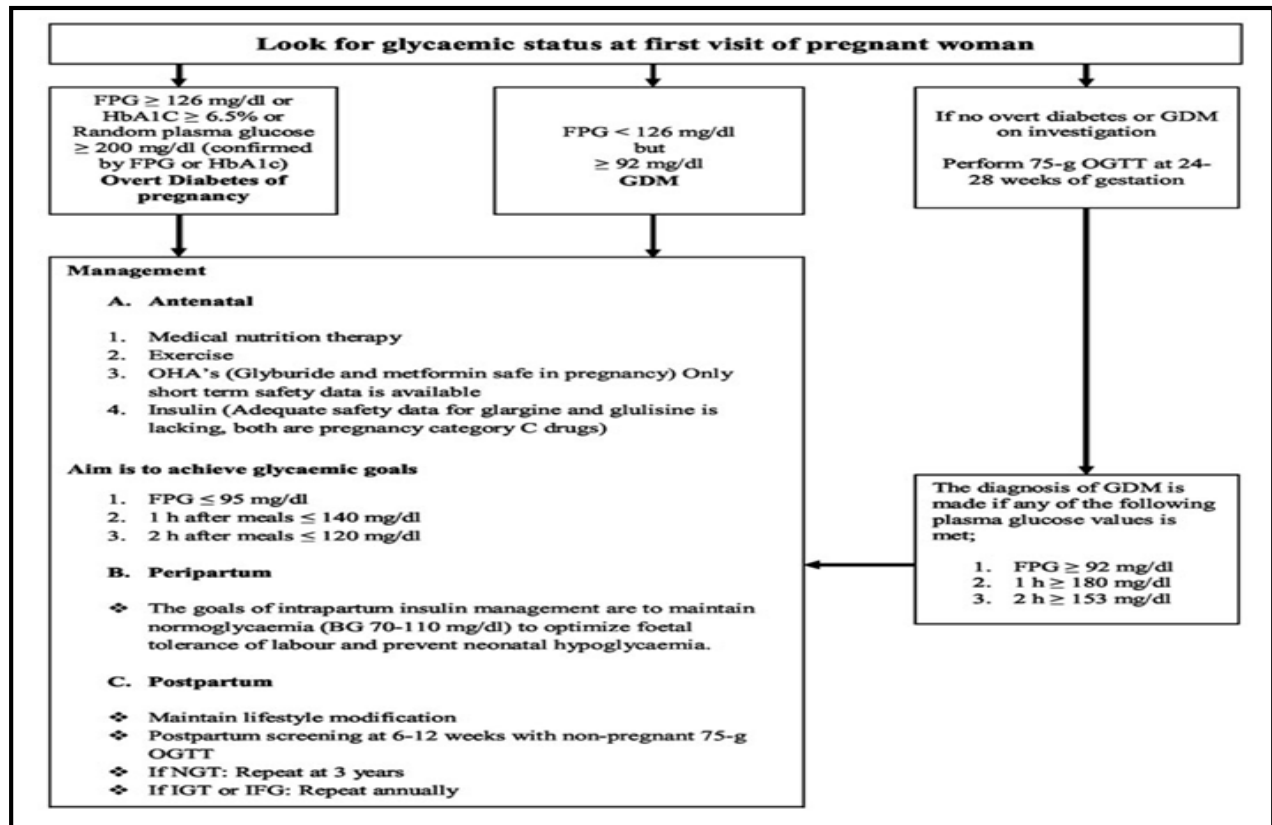 Look for glycaemic status at first visit of pregnant woman
FPG ≥ 126 mg/dl or
HbA1C ≥ 6.5% or
Random plasma glucose
≥ 200 mg/dl (confirmed
by FPG or HbA1c)
Overt Diabetes of
pregnancy
FPG < 126 mg/dl
but
≥ 92 mg/dl
GDM
If no overt diabetes or GDM
on investigation
Perform 75-g OGTT at 24-
28 weeks of gestation
Management
A. Antenatal
1. Medical nutrition therapy
2. Exercise
3. OHA's (Glyburide and metformin safe in pregnancy) Only
short term safety data is available
4. Insulin (Adequate safety data for glargine and glulisine is
lacking, both are pregnancy category C drugs)
Aim is to achieve glycaemic goals
1. FPG ≤ 95 mg/dl
2. 1 h after meals ≤ 140 mg/dl
3. 2 h after meals ≤ 120 mg/dl
B. Peripartum
❖ The goals of intrapartum insulin management are to maintain
normoglycaemia (BG 70-110 mg/dl) to optimize foetal
tolerance of labour and prevent neonatal hypoglycaemia.
C. Postpartum
❖ Maintain lifestyle modification
❖ Postpartum screening at 6-12 weeks with non-pregnant 75-g
OGTT
❖ If NGT: Repeat at 3 years
❖ If IGT or IFG: Repeat annually
The diagnosis of GDM is
made if any of the following
plasma glucose values is
met;
1. FPG ≥ 92 mg/dl
2. 1 h ≥ 180 mg/dl
3. 2 h ≥ 153 mg/dl